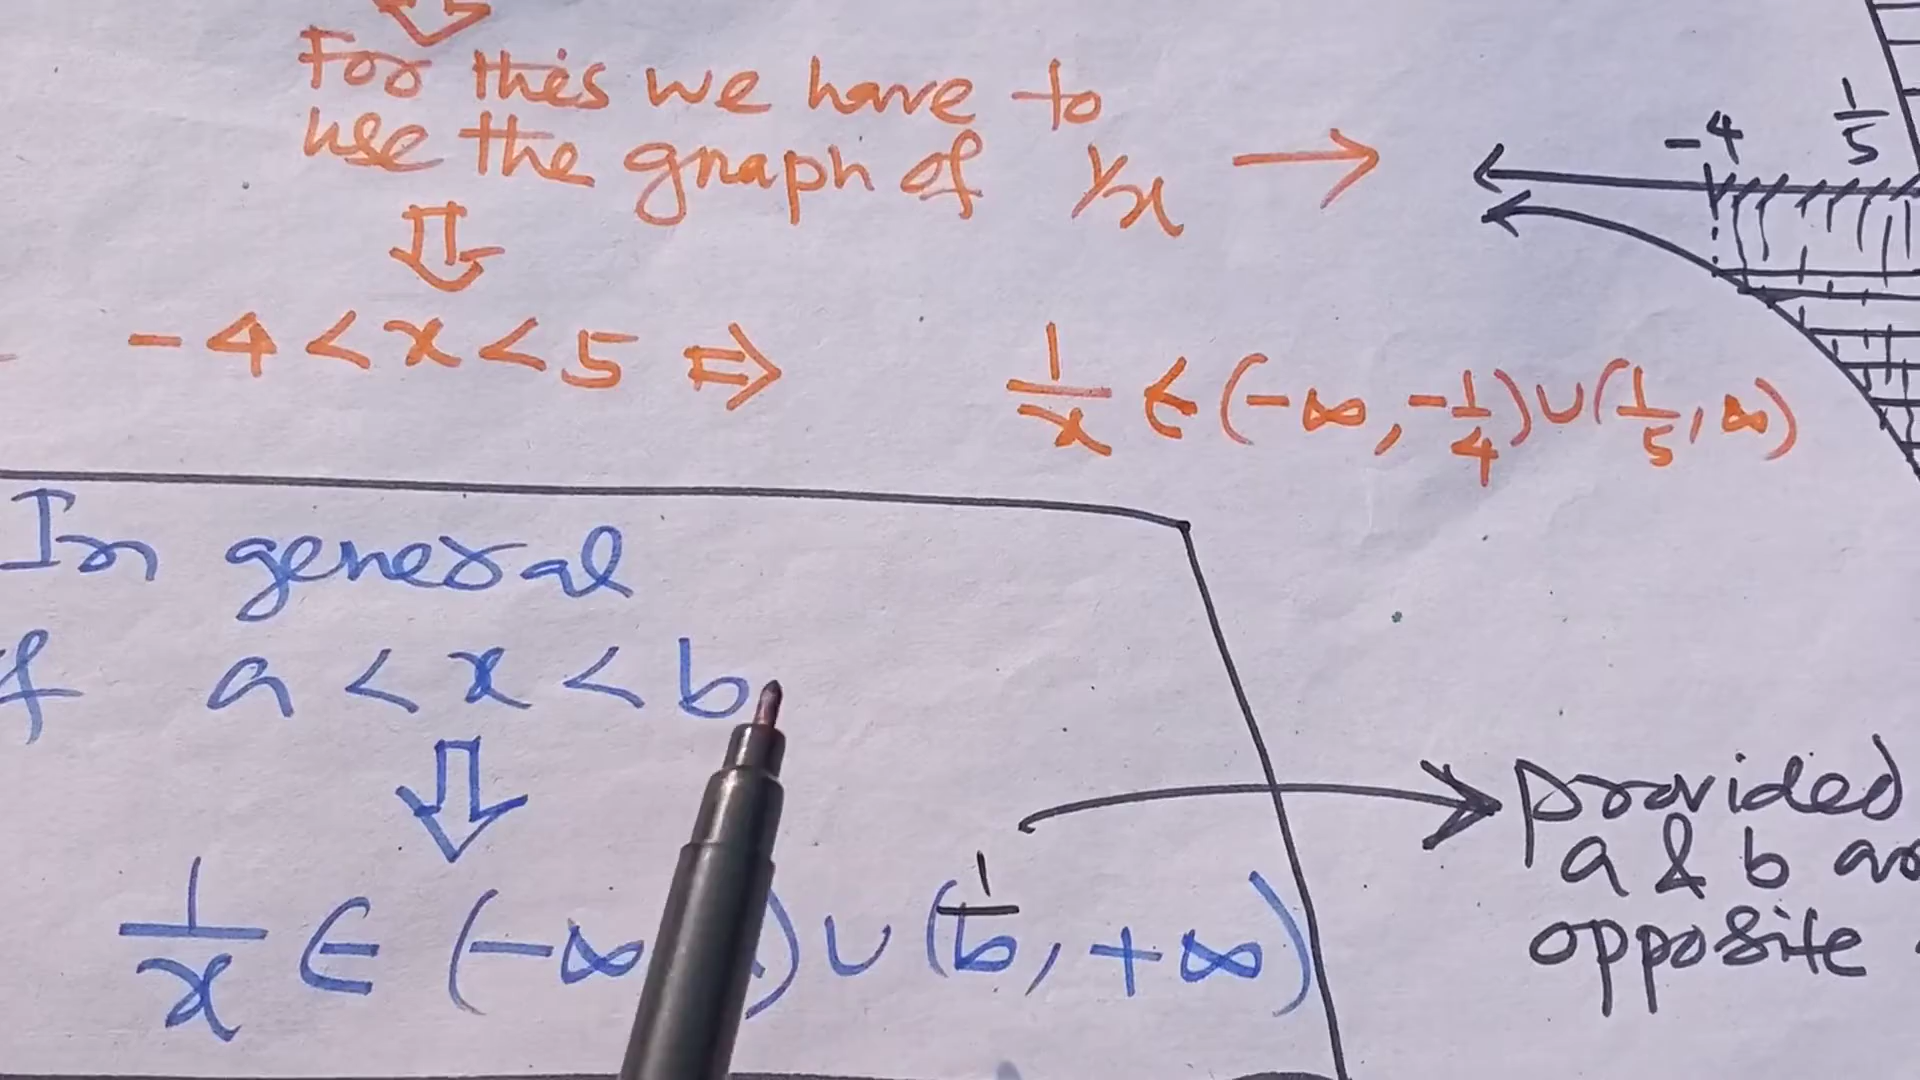 For this we have to
use the graph of 1/x →
-4 < x < 5 ⇒ 1/x ∈ (-∞, -1/4) ∪ (1/5, ∞)
-4 1/5
In general
if a < x < b
1/x ∈ (-∞ ) ∪ (1/b, +∞)
provided
a & b
opposite